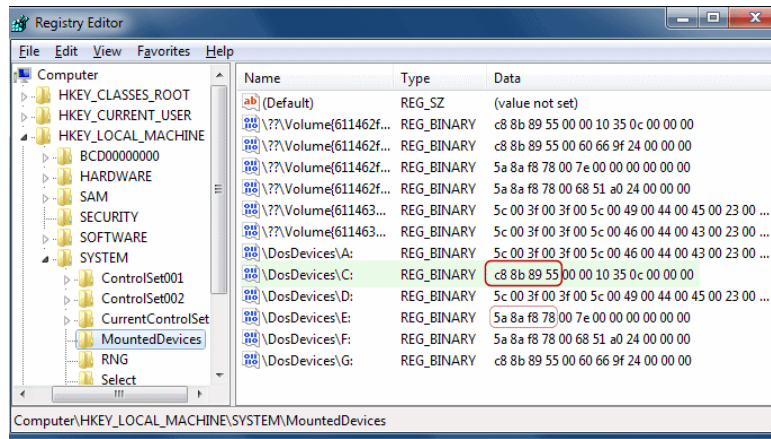 Registry Editor
File Edit View Favorites Help
Computer
HKEY_CLASSES_ROOT
HKEY_CURRENT_USER
HKEY_LOCAL_MACHINE
BCD00000000
HARDWARE
SAM
SECURITY
SOFTWARE
SYSTEM
ControlSet001
ControlSet002
CurrentControlSet
MountedDevices
RNG
Select
Name Type Data
ab (Default) REG_SZ (value not set)
\??\Volume{611462f... REG_BINARY c8 8b 89 55 00 00 10 35 0c 00 00 00
\??\Volume{611462f... REG_BINARY c8 8b 89 55 00 60 66 9f 24 00 00 00
\??\Volume{611462f... REG_BINARY 5a 8a f8 78 00 7e 00 00 00 00 00 00
\??\Volume{611462f... REG_BINARY 5a 8a f8 78 00 68 51 a0 24 00 00 00
\??\Volume{611463... REG_BINARY 5c 00 3f 00 3f 00 5c 00 49 00 44 00 45 00 23 00 ...
\??\Volume{611463... REG_BINARY 5c 00 3f 00 3f 00 5c 00 46 00 44 00 43 00 23 00 ...
\DosDevices\A: REG_BINARY 5c 00 3f 00 3f 00 5c 00 46 00 44 00 43 00 23 00 ...
\DosDevices\C: REG_BINARY c8 8b 89 55 00 00 10 35 0c 00 00 00
\DosDevices\D: REG_BINARY 5c 00 3f 00 3f 00 5c 00 49 00 44 00 45 00 23 00 ...
\DosDevices\E: REG_BINARY 5a 8a f8 78 00 7e 00 00 00 00 00 00
\DosDevices\F: REG_BINARY 5a 8a f8 78 00 68 51 a0 24 00 00 00
\DosDevices\G: REG_BINARY c8 8b 89 55 00 60 66 9f 24 00 00 00
Computer\HKEY_LOCAL_MACHINE\SYSTEM\MountedDevices